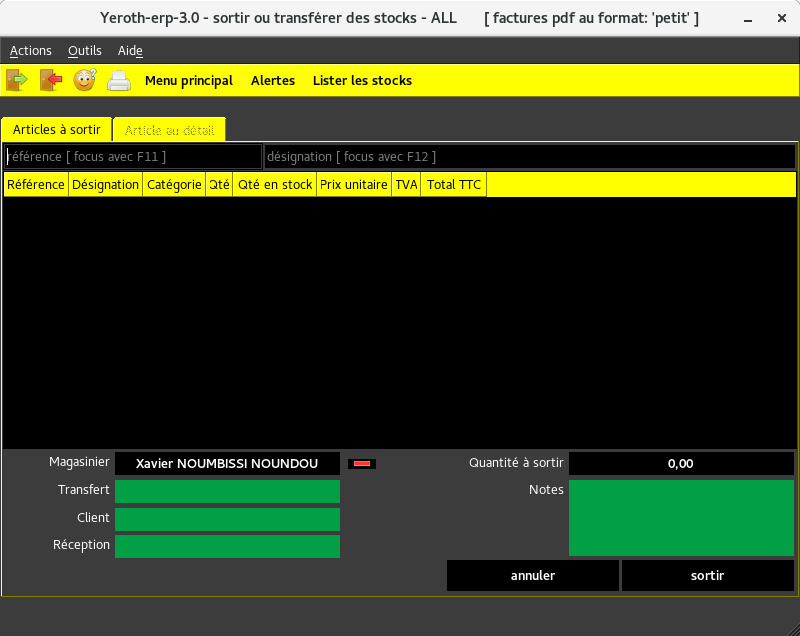 Yeroth-erp-3.0 - sortir ou transférer des stocks - ALL [ factures pdf au format: 'petit' ]
Actions Outils Aide
Menu principal Alertes Lister les stocks
Articles à sortir Article au détail
référence [ focus avec F11 ] désignation [ focus avec F12 ]
Référence Désignation Catégorie Qté Qté en stock Prix unitaire TVA Total TTC
Magasinier Xavier NOUMBISSI NOUNDOU Quantité à sortir 0,00
Transfert Notes
Client
Réception
annuler sortir